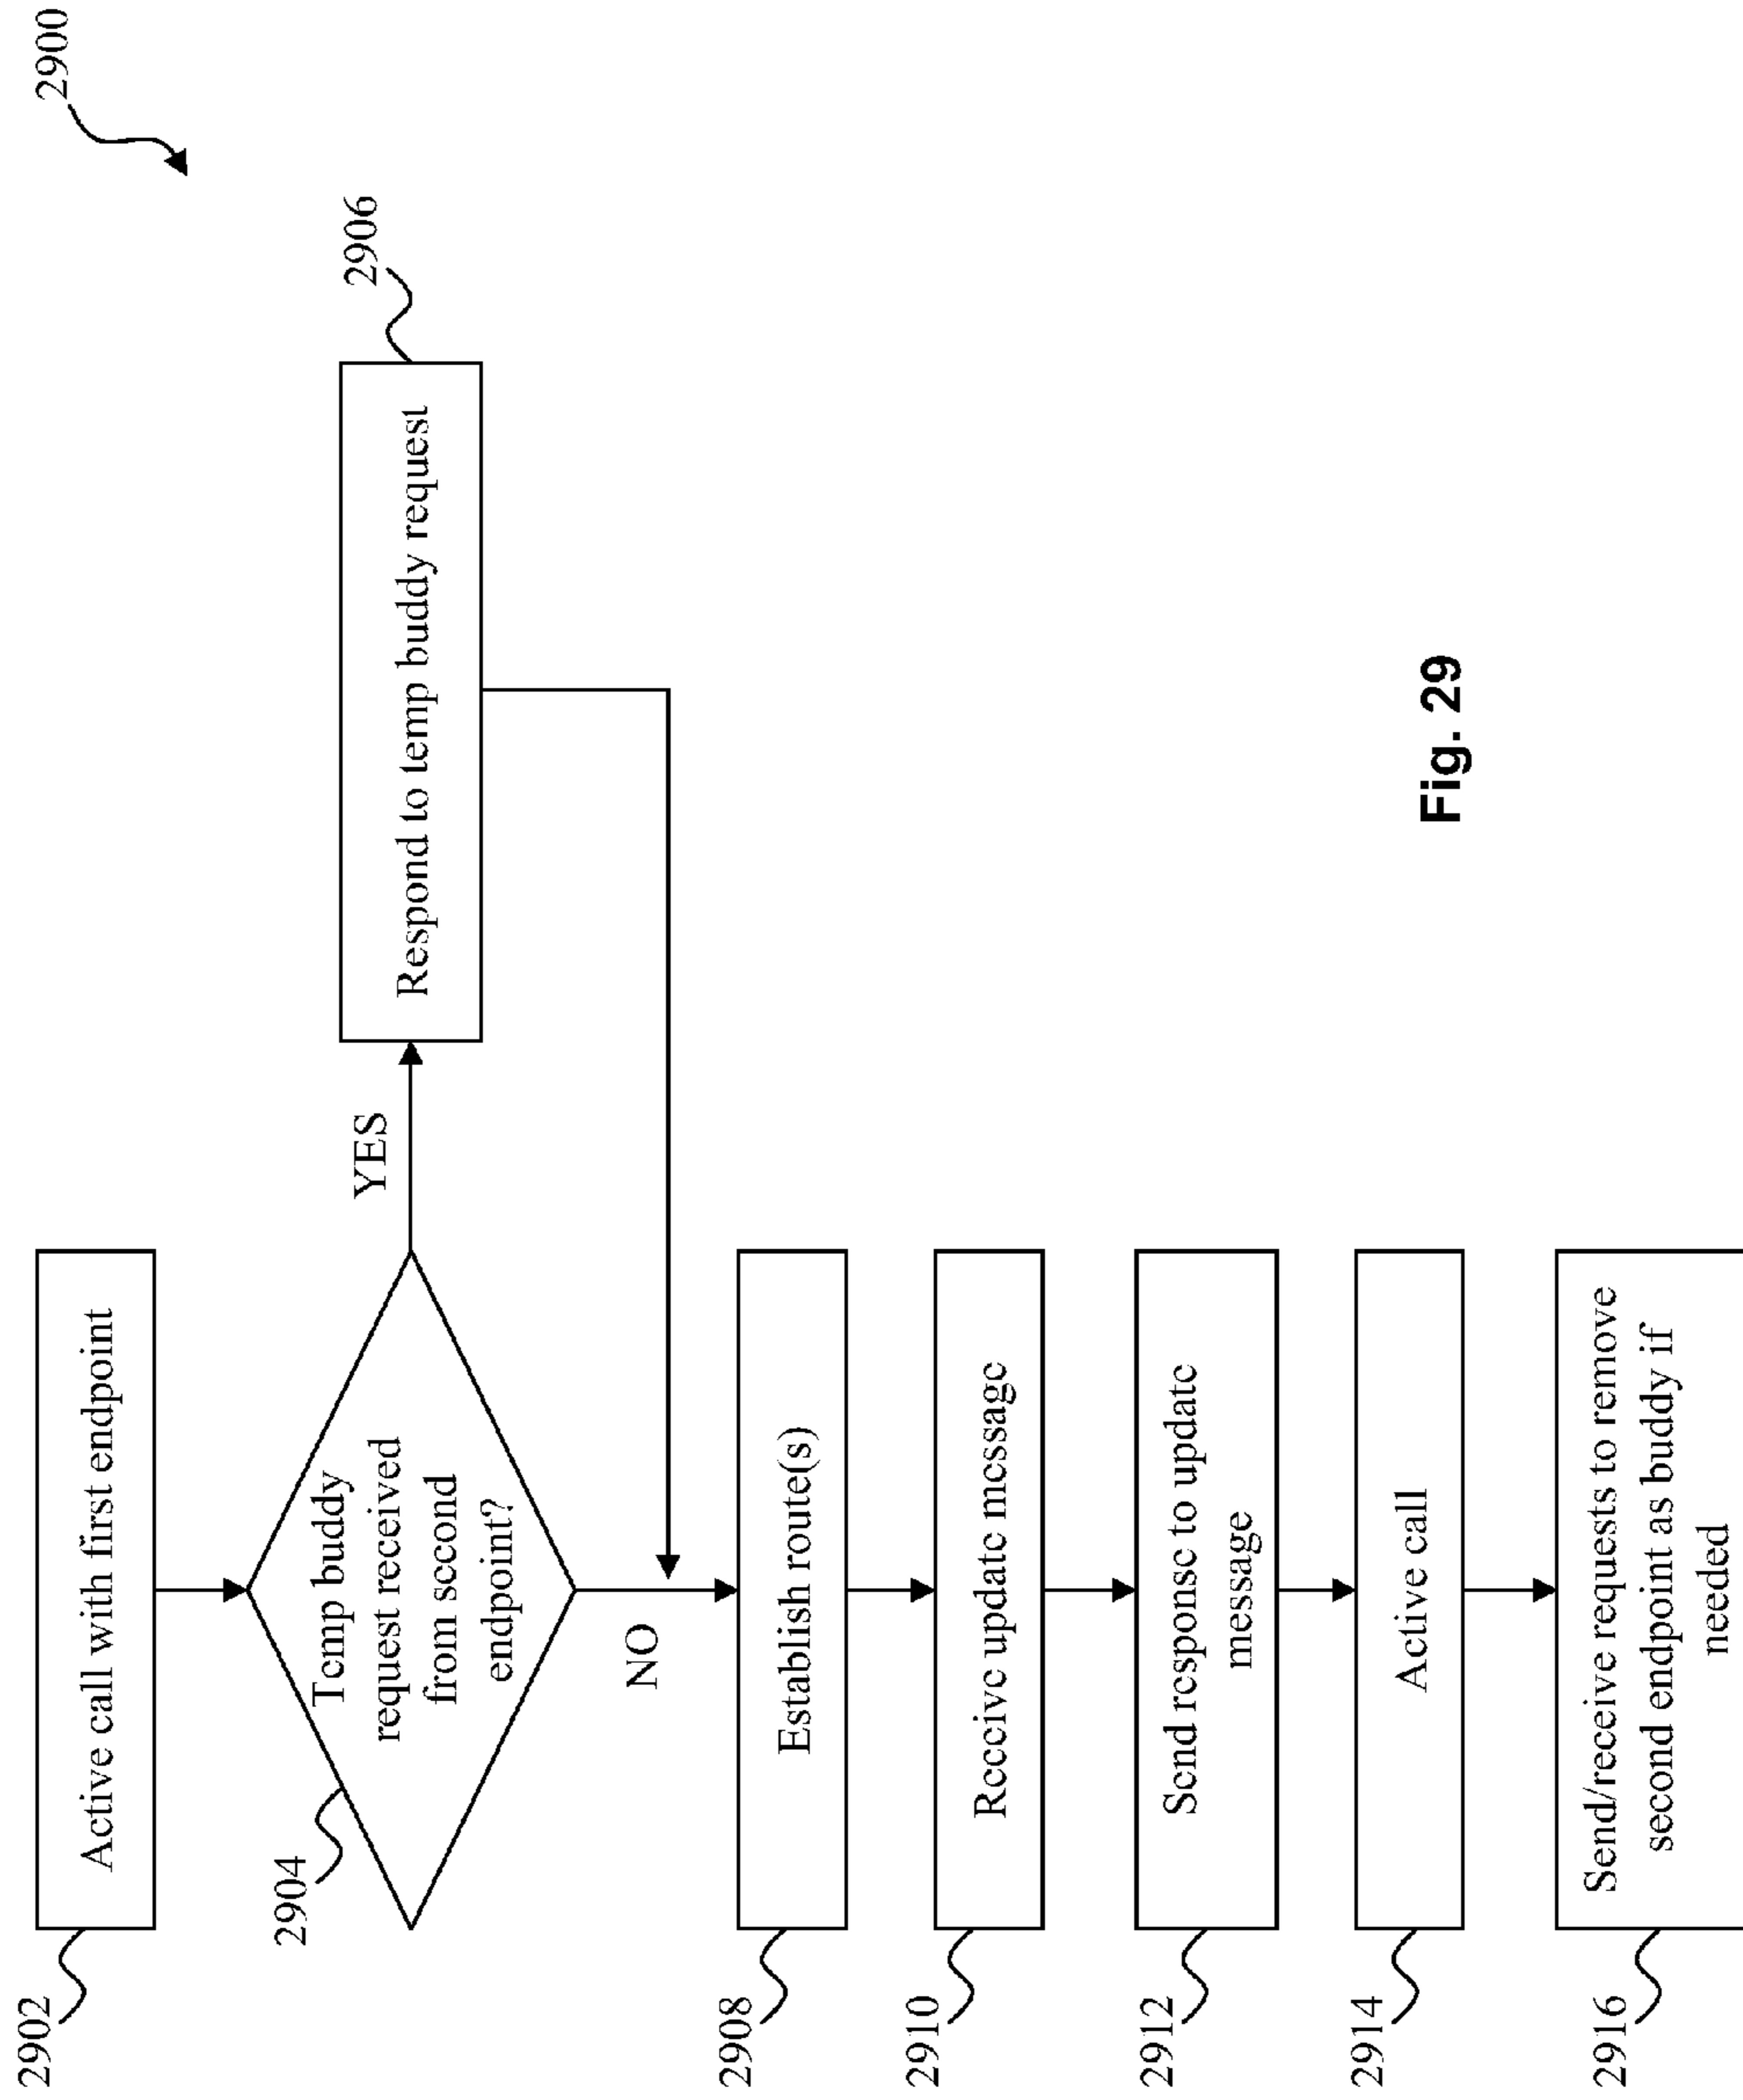 2900
2902
Active call with first endpoint
2904
Temp buddy
request received
from second
endpoint?
YES
2906
Respond to temp buddy request
NO
2908
Establish route(s)
2910
Receive update message
2912
Send response to update
message
2914
Active call
2916
Send/receive requests to remove
second endpoint as buddy if
needed
Fig. 29